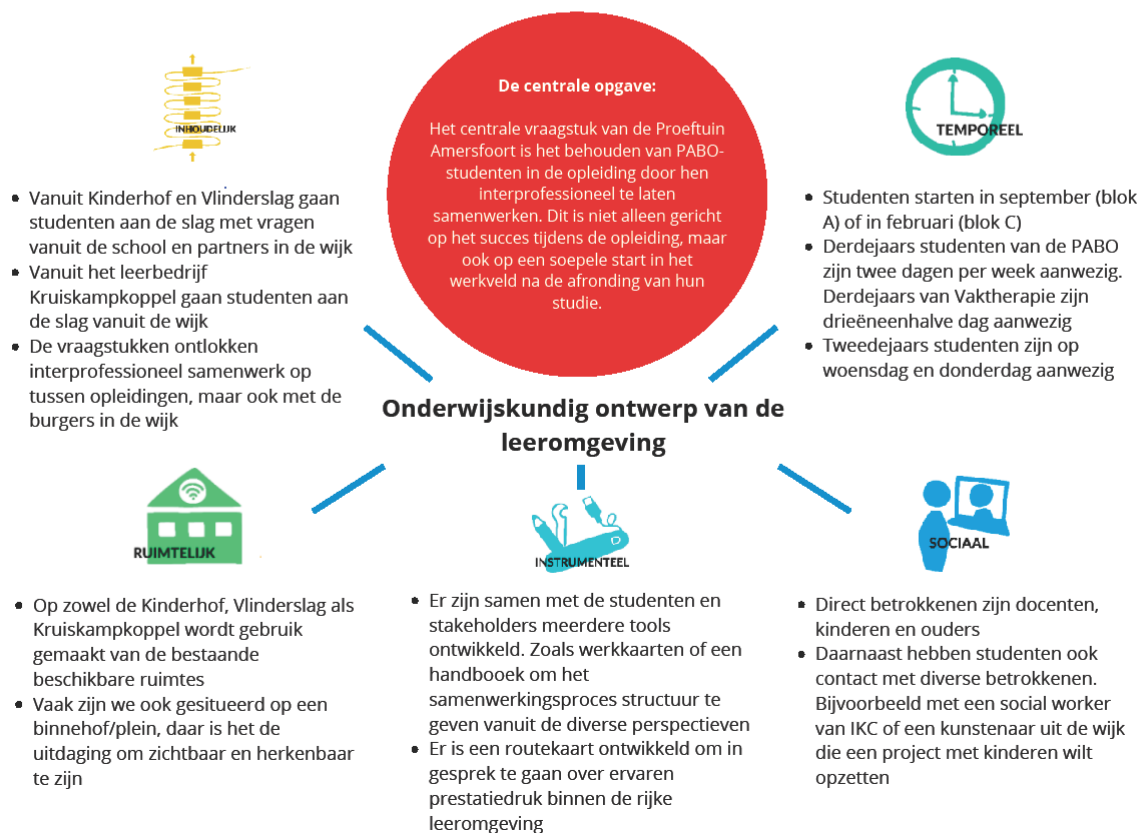 De centrale opgave:
Het centrale vraagstuk van de Proeftuin
Amersfoort is het behouden van PABO-
studenten in de opleiding door hen
interprofessioneel te laten
samenwerken. Dit is niet alleen gericht
op het succes tijdens de opleiding, maar
ook op een soepele start in het
werkveld na de afronding van hun
studie.
INHOUDELIJK
• Vanuit Kinderhof en Vlinderslag gaan
studenten aan de slag met vragen
vanuit de school en partners in de wijk
• Vanuit het leerbedrijf
Kruiskampkoppel gaan studenten aan
de slag vanuit de wijk
• De vraagstukken ontlokken
interprofessioneel samenwerk op
tussen opleidingen, maar ook met de
burgers in de wijk
TEMPOREEL
• Studenten starten in september (blok
A) of in februari (blok C)
• Derdejaars studenten van de PABO
zijn twee dagen per week aanwezig.
Derdejaars van Vaktherapie zijn
drieëneenhalve dag aanwezig
• Tweedejaars studenten zijn op
woensdag en donderdag aanwezig
Onderwijskundig ontwerp van de
leeromgeving
RUIMTELIJK
• Op zowel de Kinderhof, Vlinderslag als
Kruiskampkoppel wordt gebruik
gemaakt van de bestaande
beschikbare ruimtes
• Vaak zijn we ook gesitueerd op een
binnehof/plein, daar is het de
uitdaging om zichtbaar en herkenbaar
te zijn
INSTRUMENTEEL
• Er zijn samen met de studenten en
stakeholders meerdere tools
ontwikkeld. Zoals werkkaarten of een
handbooek om het
samenwerkingsproces structuur te
geven vanuit de diverse perspectieven
• Er is een routekaart ontwikkeld om in
gesprek te gaan over ervaren
prestatiedruk binnen de rijke
leeromgeving
SOCIAAL
• Direct betrokkenen zijn docenten,
kinderen en ouders
• Daarnaast hebben studenten ook
contact met diverse betrokkenen.
Bijvoorbeeld met een social worker
van IKC of een kunstenaar uit de wijk
die een project met kinderen wilt
opzetten